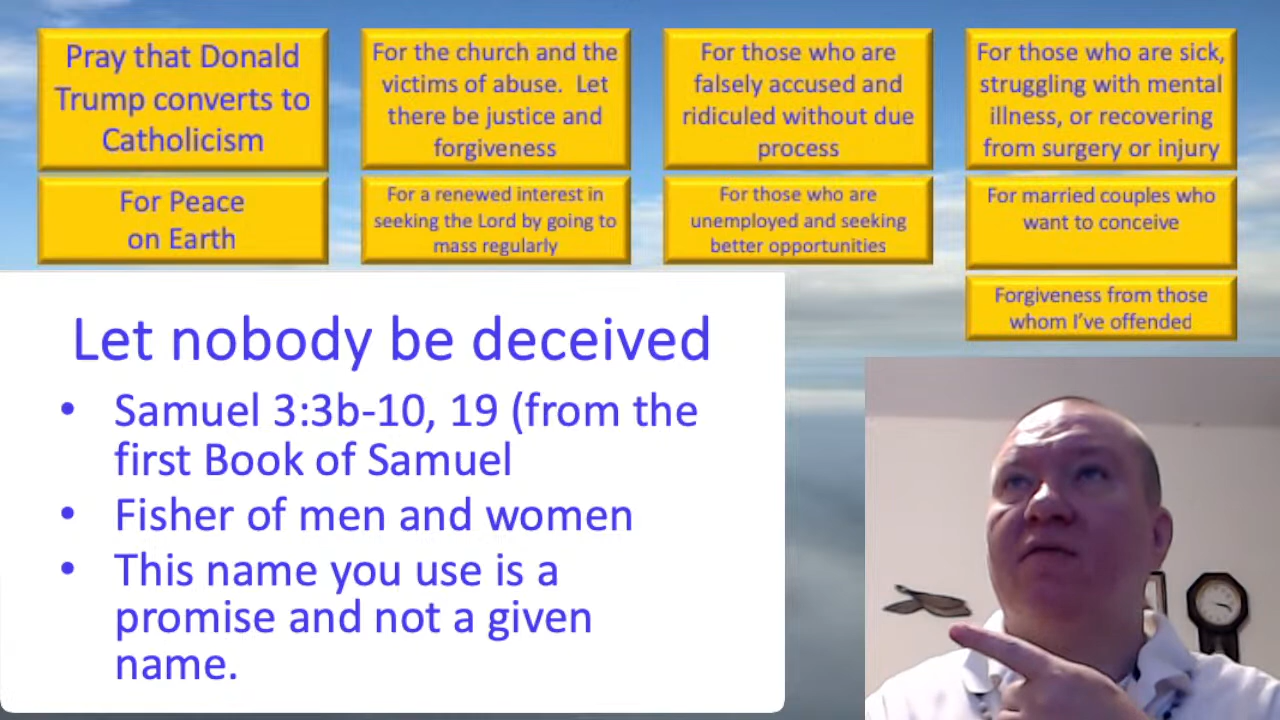 Pray that Donald
Trump converts to
Catholicism
For the church and the
victims of abuse.  Let
there be justice and
forgiveness
For those who are
falsely accused and
ridiculed without due
process
For those who are sick,
struggling with mental
illness, or recovering
from surgery or injury
For Peace
on Earth
For a renewed interest in
seeking the Lord by going to
mass regularly
For those who are
unemployed and seeking
better opportunities
For married couples who
want to conceive
Forgiveness from those
whom I've offended
Let nobody be deceived
• Samuel 3:3b-10, 19 (from the
first Book of Samuel
• Fisher of men and women
• This name you use is a
promise and not a given
name.